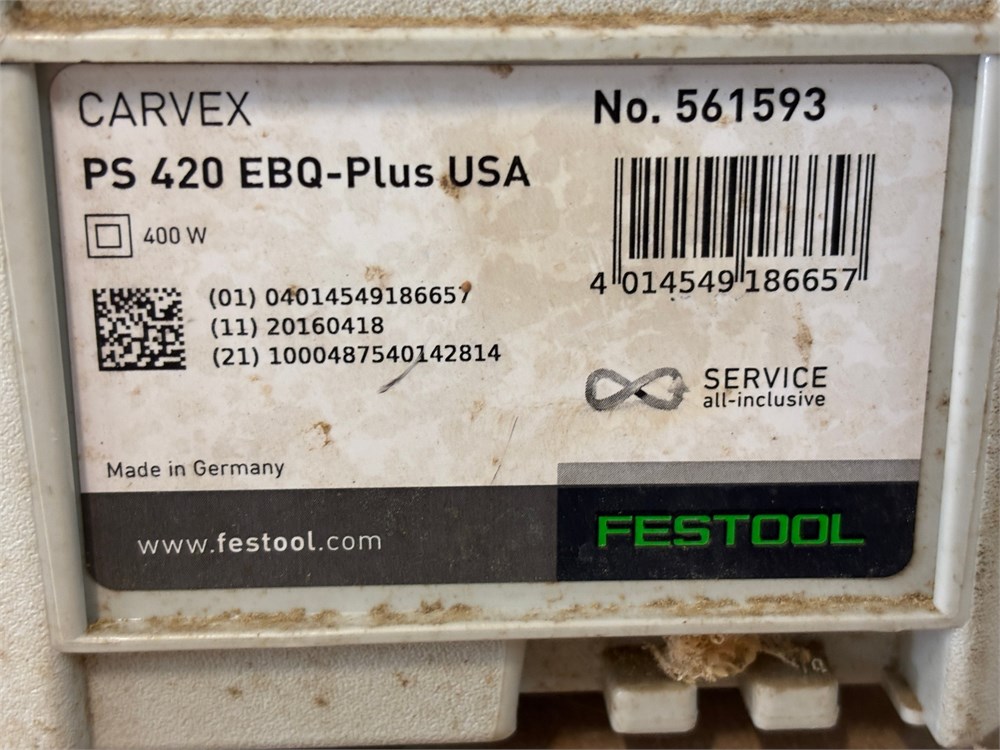 CARVEX
No. 561593
PS 420 EBQ-Plus USA
400 W
4 014549 186657
(01) 04014549186657
(11) 20160418
(21) 1000487540142814
SERVICE
all-inclusive
Made in Germany
www.festool.com
FESTOOL